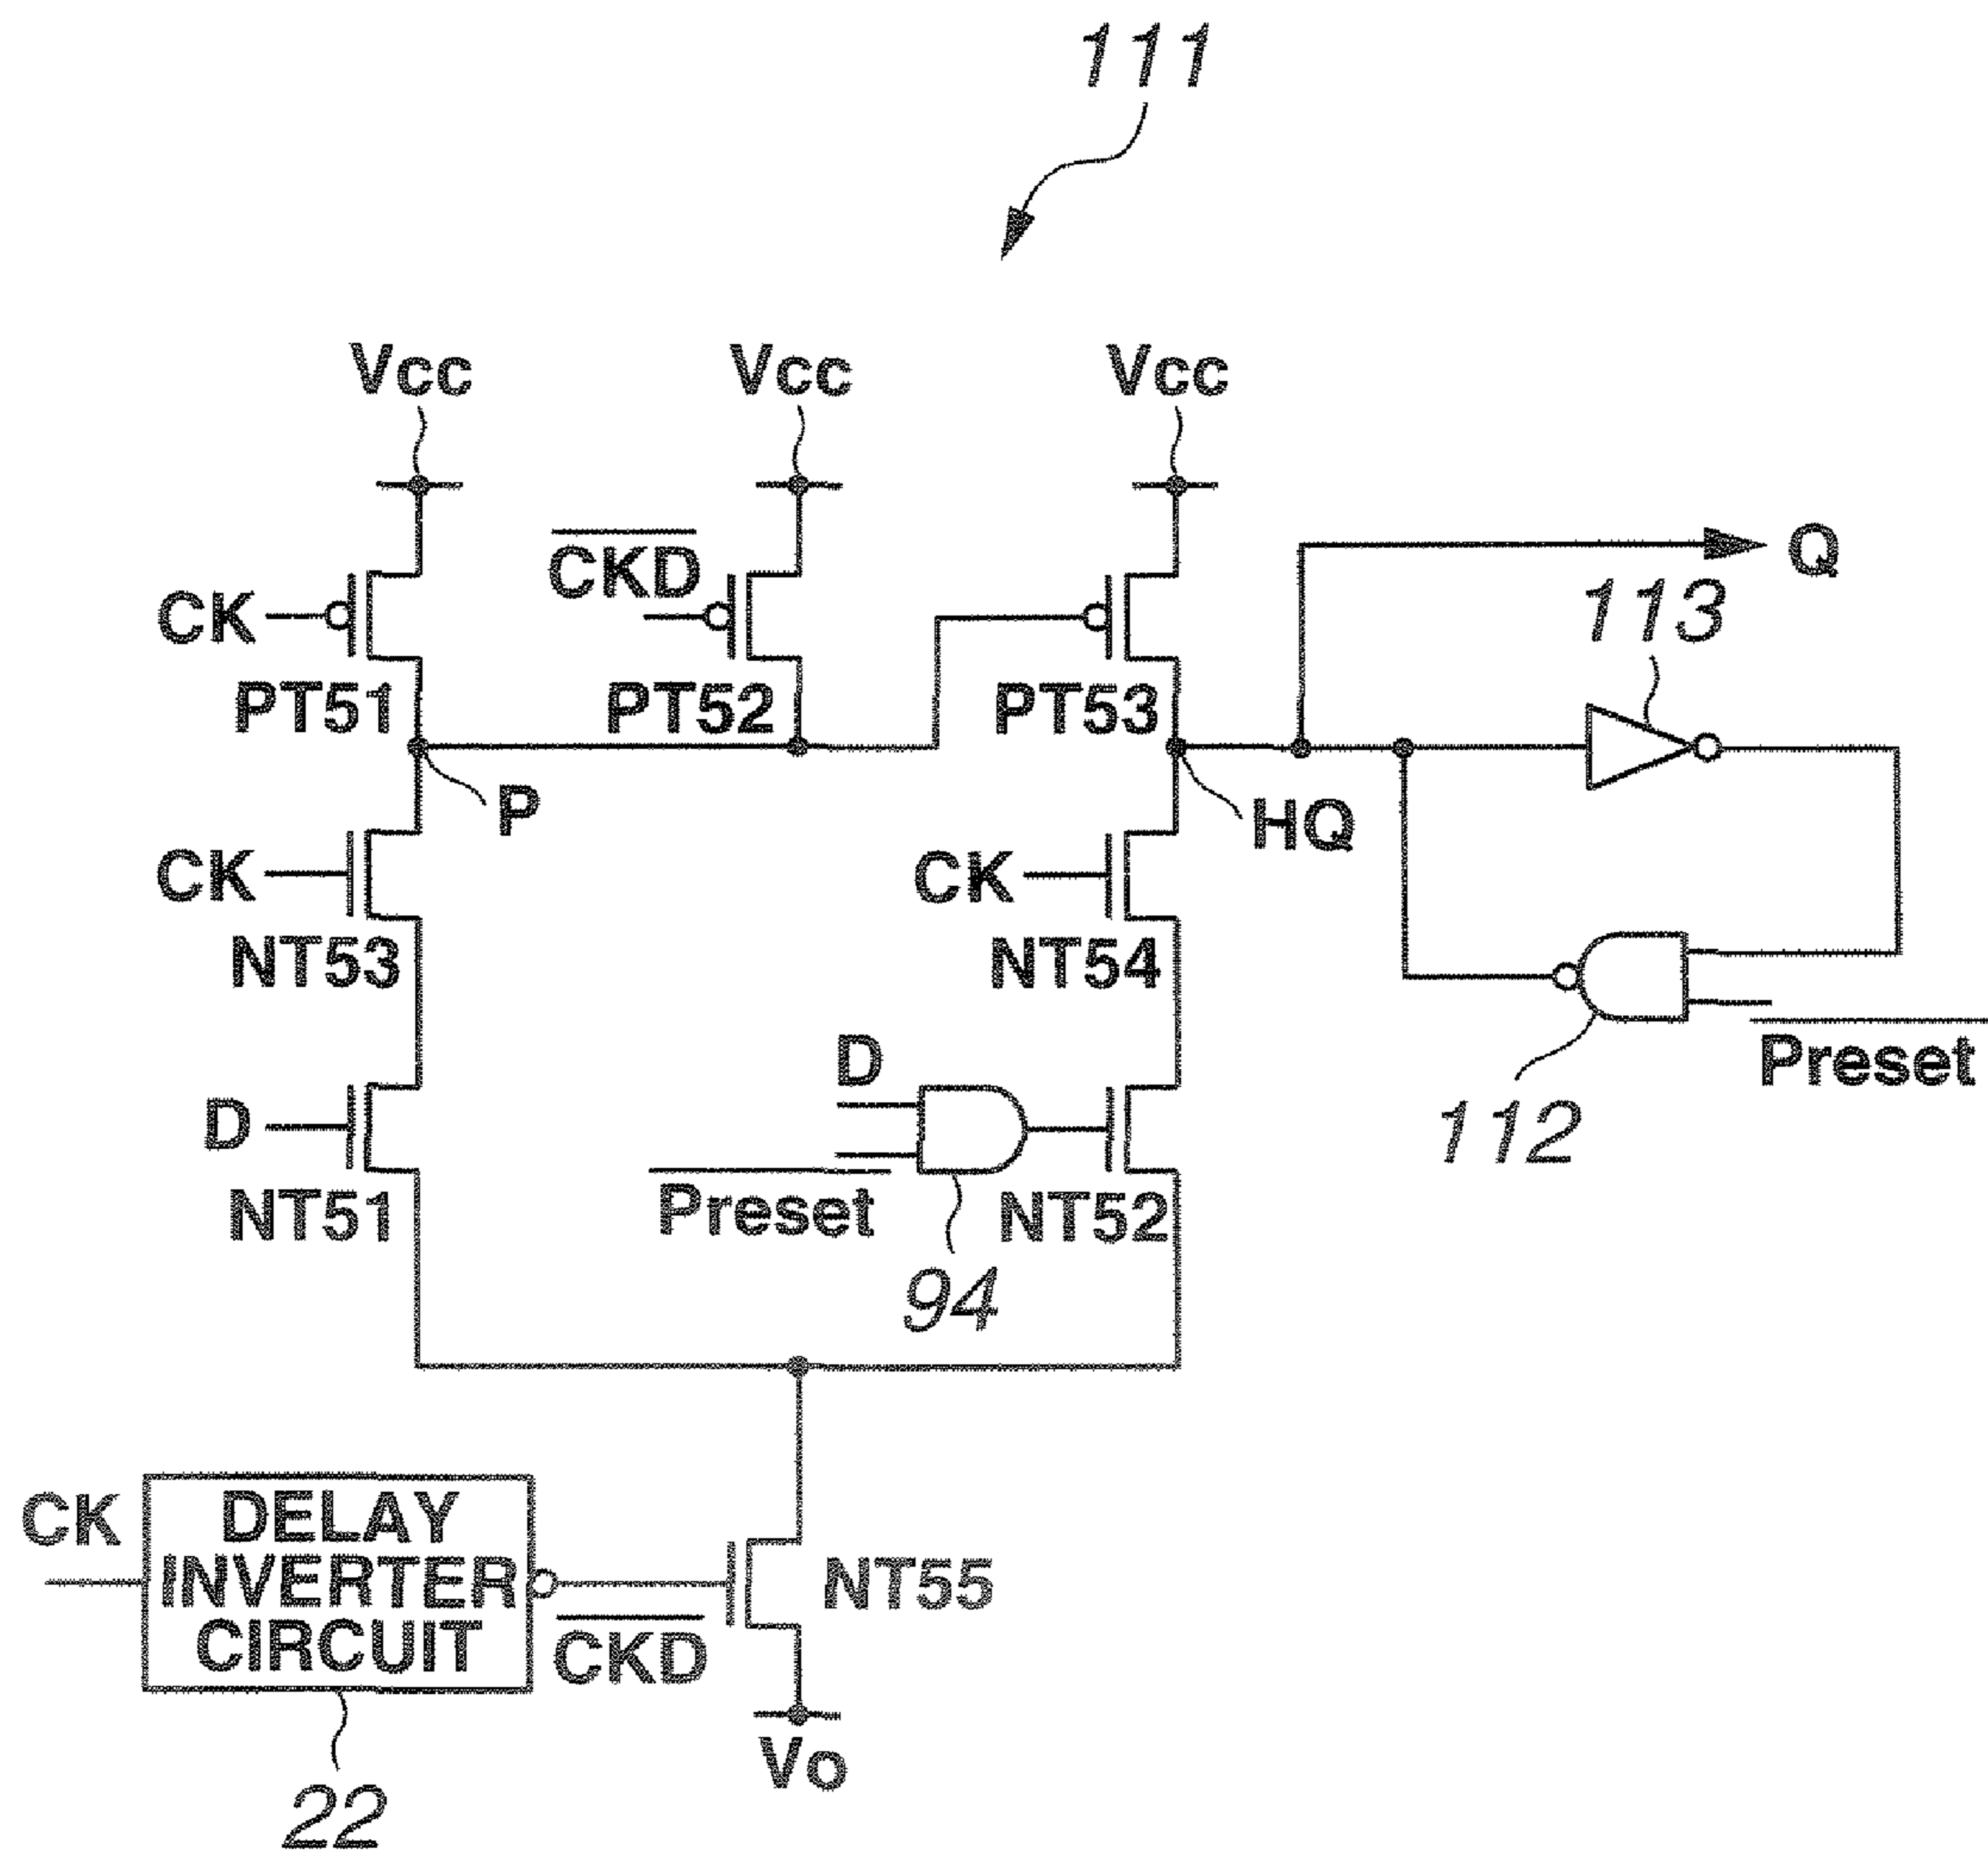 111
Vcc Vcc Vcc
CKD Q
CK 113
PT51 PT52 PT53
P HQ
CK CK
NT53 NT54
D
D Preset
112
Preset
NT51 NT52
94
CK DELAY
INVERTER NT55
CIRCUIT CKD
Vo
22